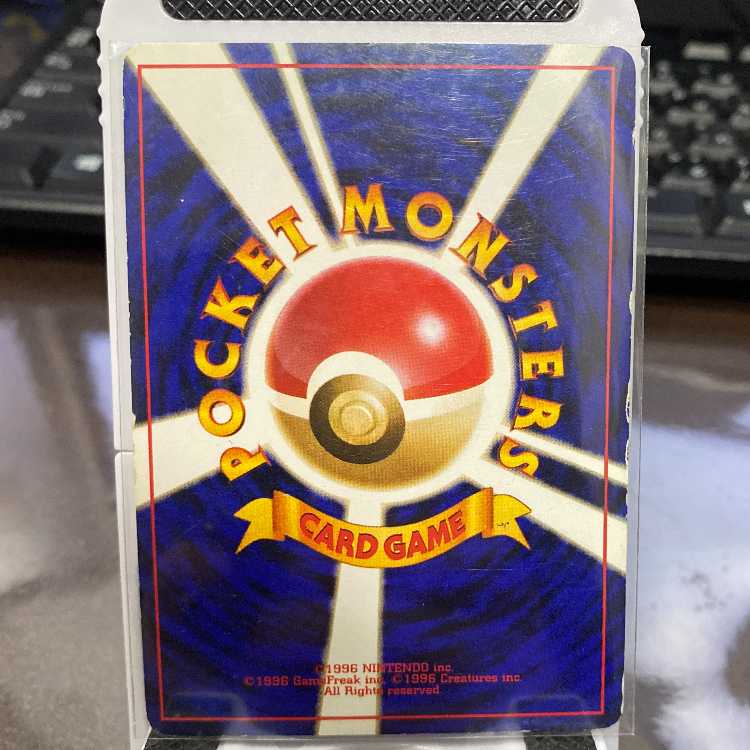 POCKET MONSTERS
CARD GAME
©1996 NINTENDO inc.
©1996 GameFreak inc. ©1996 Creatures inc.
All Rights reserved